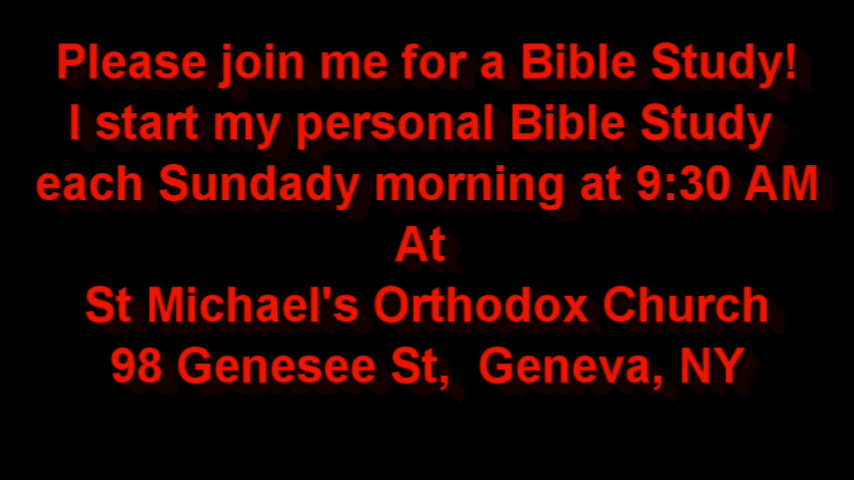 Please join me for a Bible Study!
I start my personal Bible Study
each Sundady morning at 9:30 AM
At
St Michael's Orthodox Church
98 Genesee St,  Geneva, NY